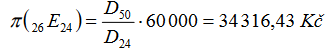 π(₂₆E₂₄) = D₅₀ / D₂₄ · 60 000 = 34 316,43 Kč